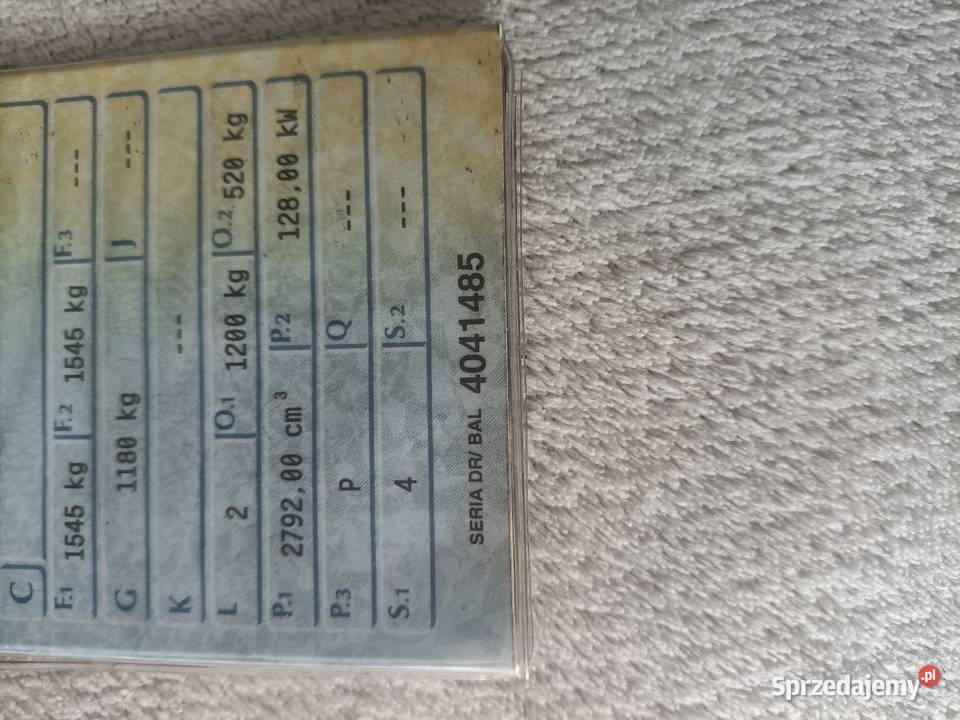 C
F.1 1545 kg F.2 1545 kg F.3 ---
G 1180 kg J ---
K ---
L 2 O.1 1200 kg O.2 520 kg
P.1 2792,00 cm³ P.2 128,00 kW
P.3 P Q ---
S.1 4 S.2 ---
SERIA DR/ BAL 4041485
Sprzedajemy.pl